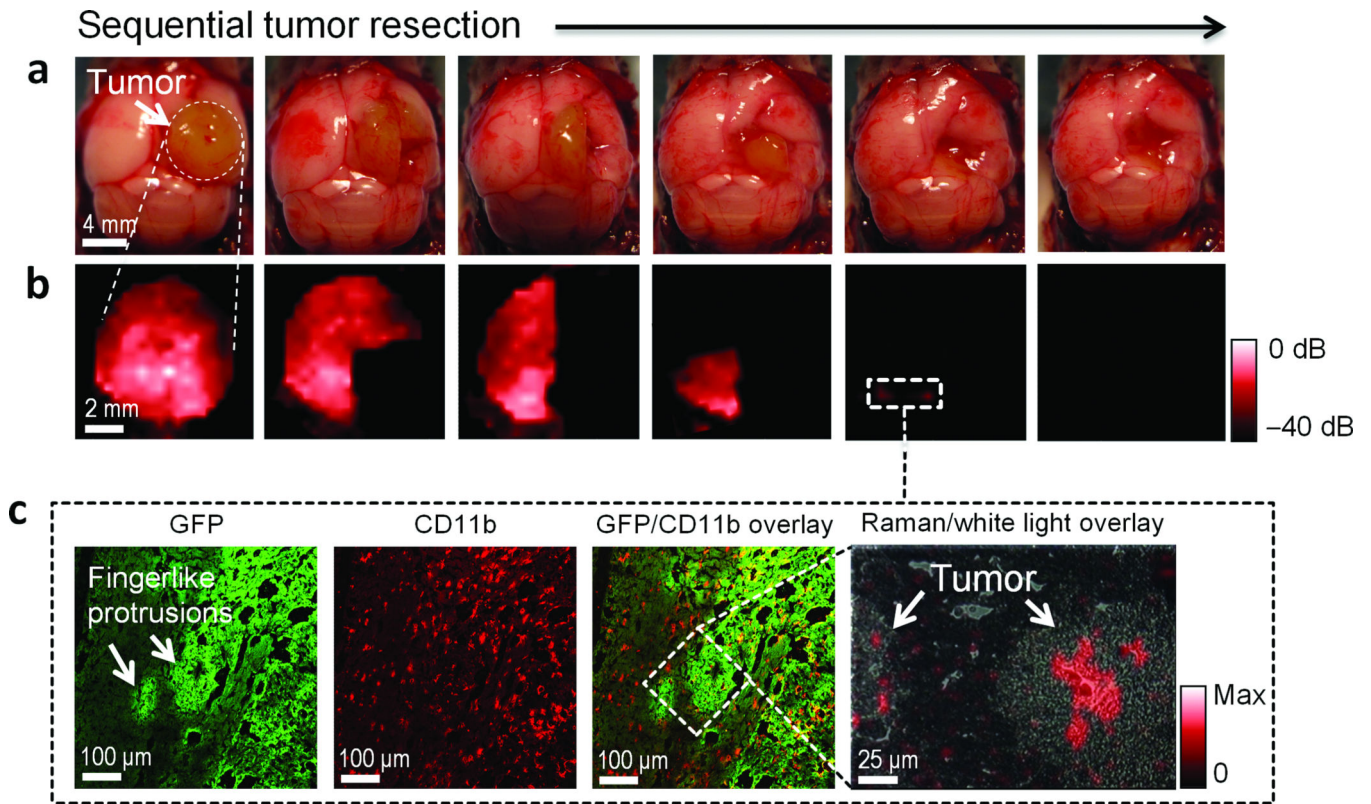 Sequential tumor resection
a
Tumor
4 mm
b
2 mm
0 dB
–40 dB
c
GFP
CD11b
GFP/CD11b overlay
Raman/white light overlay
Fingerlike
protrusions
Tumor
100 µm
100 µm
100 µm
25 µm
Max
0